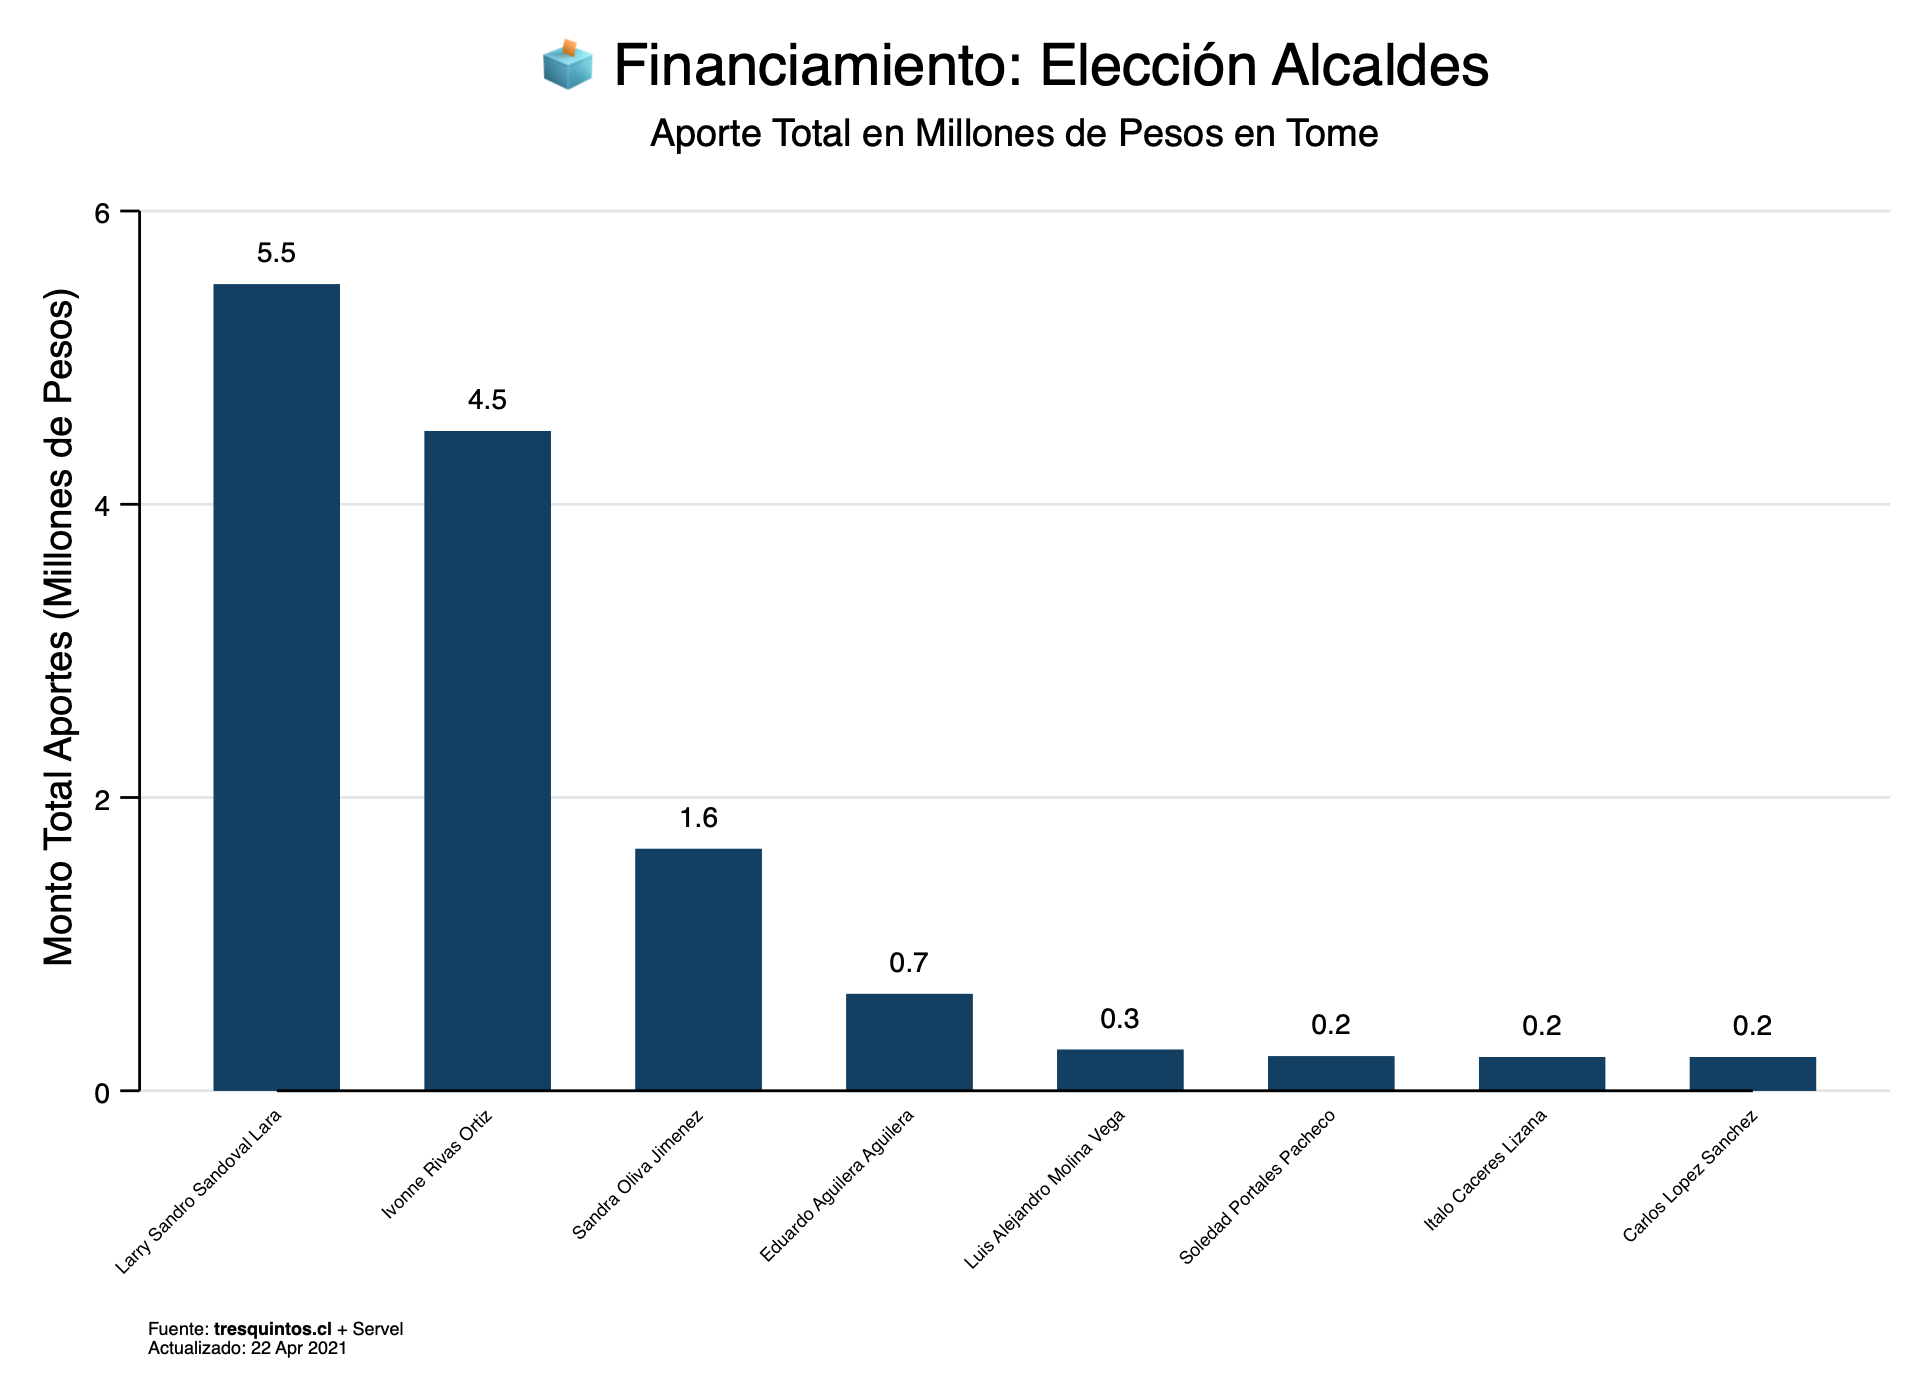 Financiamiento: Elección Alcaldes
Aporte Total en Millones de Pesos en Tome
Monto Total Aportes (Millones de Pesos)
6
4
2
0
5.5
4.5
1.6
0.7
0.3
0.2
0.2
0.2
Larry Sandro Sandoval Lara
Ivonne Rivas Ortiz
Sandra Oliva Jimenez
Eduardo Aguilera Aguilera
Luis Alejandro Molina Vega
Soledad Portales Pacheco
Italo Caceres Lizana
Carlos Lopez Sanchez
Fuente: tresquintos.cl + Servel
Actualizado: 22 Apr 2021